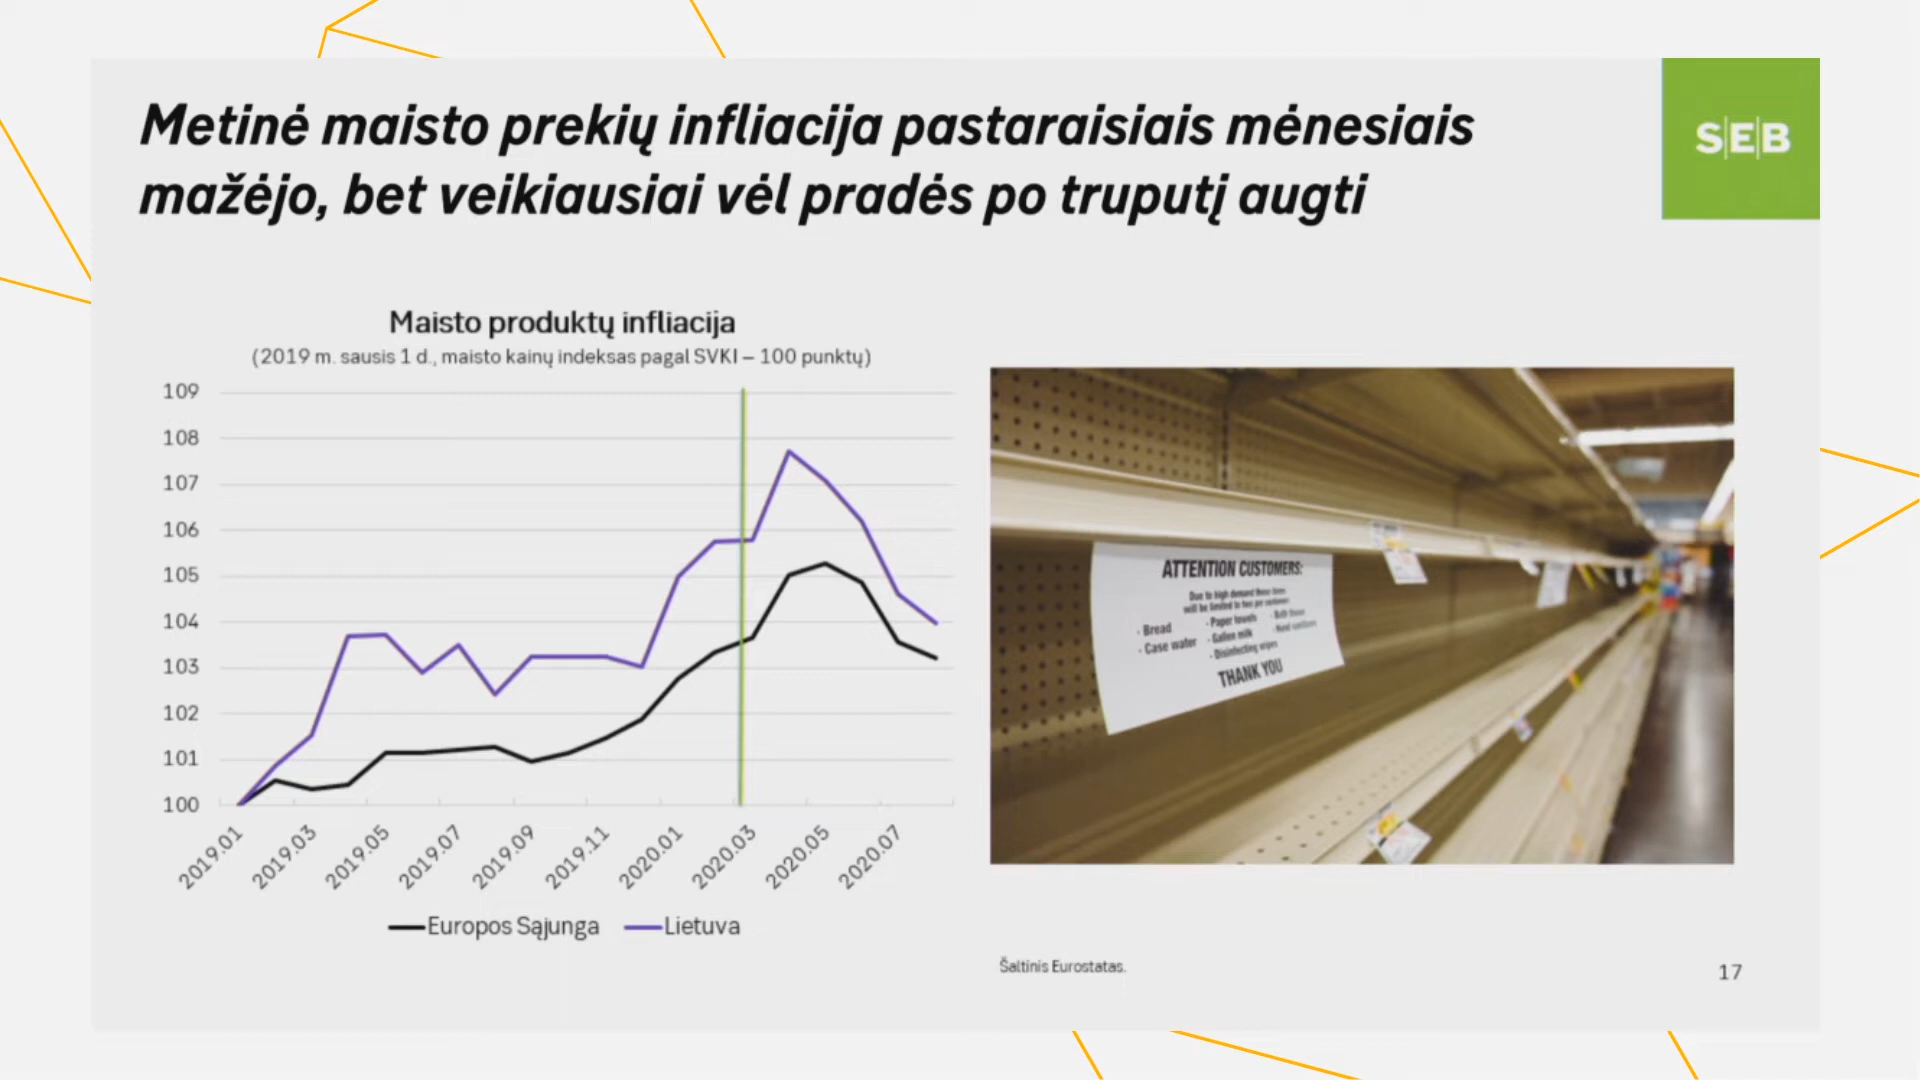 Metinė maisto prekių infliacija pastaraisiais mėnesiais
mažėjo, bet veikiausiai vėl pradės po truputį augti
S|E|B
Maisto produktų infliacija
(2019 m. sausis 1 d., maisto kainų indeksas pagal SVKI – 100 punktų)
109
108
107
106
105
104
103
102
101
100
2019.01
2019.03
2019.05
2019.07
2019.09
2019.11
2020.01
2020.03
2020.05
2020.07
Europos Sąjunga
Lietuva
ATTENTION CUSTOMERS:
Due to high demand these items
will be limited to two per customer
· Bread
· Case water
· Paper towels
· Gallon milk
· Disinfecting wipes
· Bath tissue
· Hand sanitizers
THANK YOU
Šaltinis Eurostatas.
17